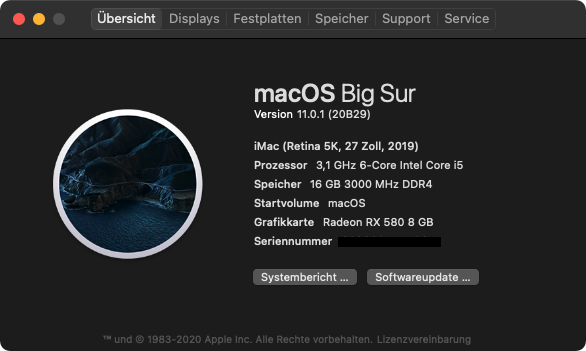 Übersicht Displays Festplatten Speicher Support Service
macOS Big Sur
Version 11.0.1 (20B29)
iMac (Retina 5K, 27 Zoll, 2019)
Prozessor 3,1 GHz 6-Core Intel Core i5
Speicher 16 GB 3000 MHz DDR4
Startvolume macOS
Grafikkarte Radeon RX 580 8 GB
Seriennummer
Systembericht ... Softwareupdate ...
™ und © 1983-2020 Apple Inc. Alle Rechte vorbehalten. Lizenzvereinbarung